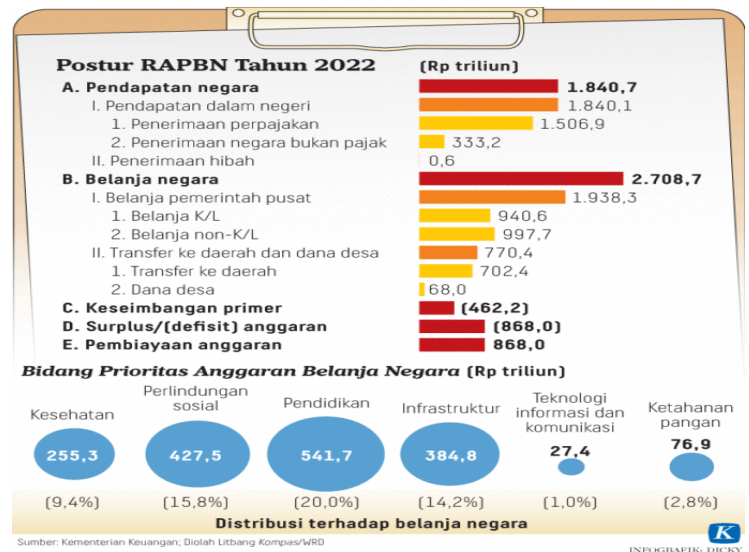 Postur RAPBN Tahun 2022 (Rp triliun)
A. Pendapatan negara 1.840,7
I. Pendapatan dalam negeri 1.840,1
1. Penerimaan perpajakan 1.506,9
2. Penerimaan negara bukan pajak 333,2
II. Penerimaan hibah 0,6
B. Belanja negara 2.708,7
I. Belanja pemerintah pusat 1.938,3
1. Belanja K/L 940,6
2. Belanja non-K/L 997,7
II. Transfer ke daerah dan dana desa 770,4
1. Transfer ke daerah 702,4
2. Dana desa 68,0
C. Keseimbangan primer (462,2)
D. Surplus/(defisit) anggaran (868,0)
E. Pembiayaan anggaran 868,0
Bidang Prioritas Anggaran Belanja Negara (Rp triliun)
Kesehatan
255,3
(9,4%)
Perlindungan
sosial
427,5
(15,8%)
Pendidikan
541,7
(20,0%)
Infrastruktur
384,8
(14,2%)
Teknologi
informasi dan
komunikasi
27,4
(1,0%)
Ketahanan
pangan
76,9
(2,8%)
Distribusi terhadap belanja negara
Sumber: Kementerian Keuangan; Diolah Litbang Kompas/WRD
K
INFOGRAFIK: DICKY